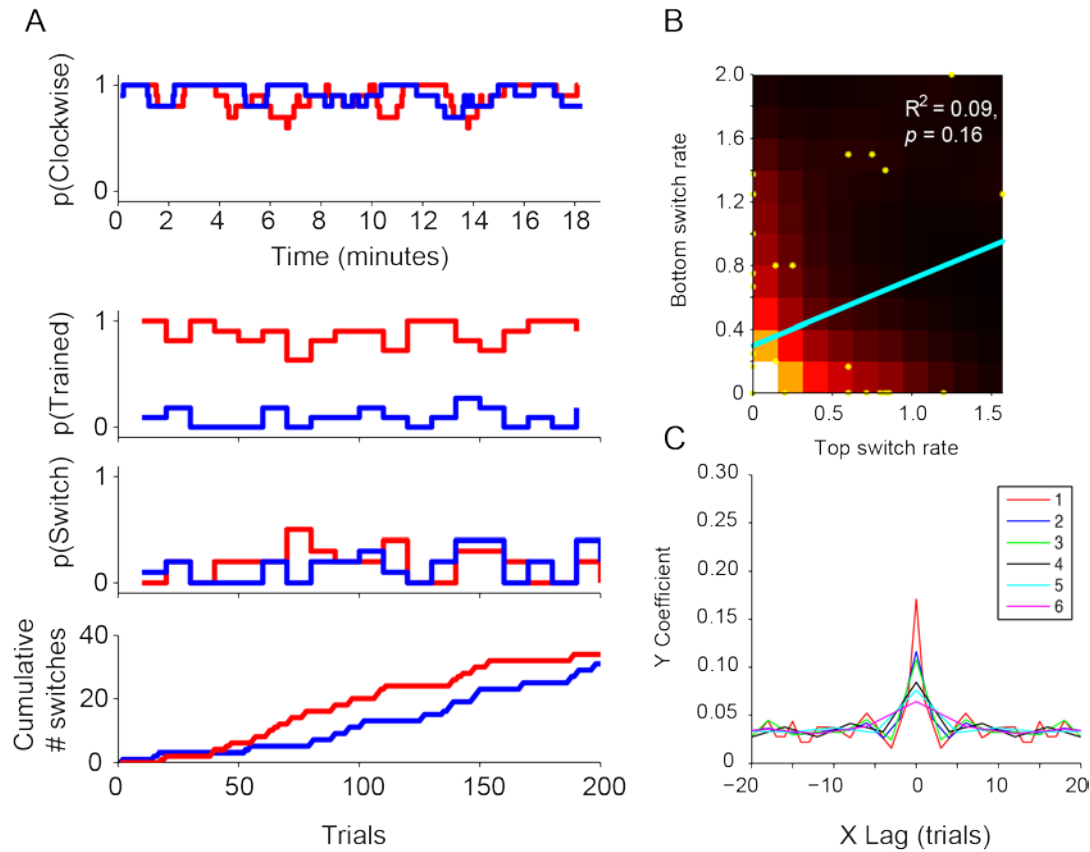 A
p(Clockwise)
1
0
0 2 4 6 8 10 12 14 16 18
Time (minutes)
p(Trained)
1
0
p(Switch)
1
0
Cumulative
# switches
40
20
0
0 50 100 150 200
Trials
B
Bottom switch rate
2.0
1.6
1.2
0.8
0.4
0
R² = 0.09,
p = 0.16
0 0.5 1.0 1.5
Top switch rate
C
Y Coefficient
0.30
0.25
0.20
0.15
0.10
0.05
0
1
2
3
4
5
6
−20 −10 0 10 20
X Lag (trials)